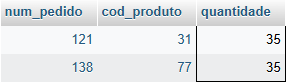 num_pedido cod_produto quantidade
121 31 35
138 77 35